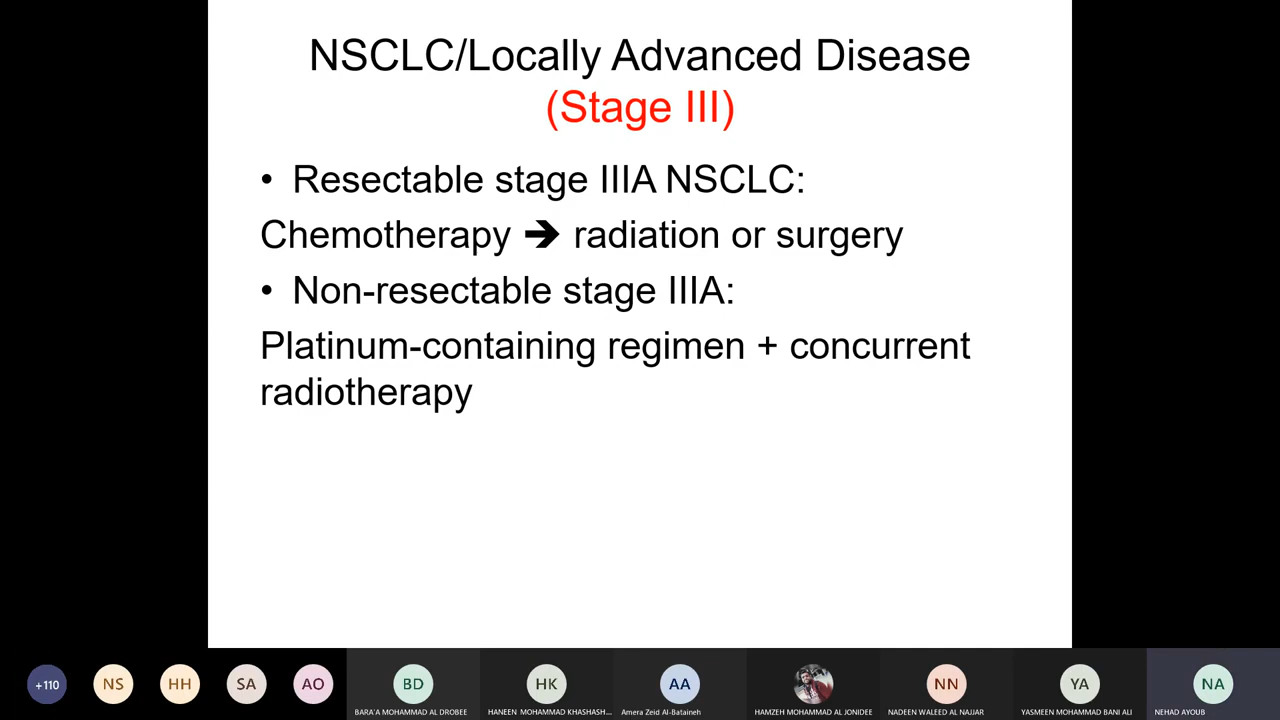 NSCLC/Locally Advanced Disease
(Stage III)
• Resectable stage IIIA NSCLC:
Chemotherapy ➔ radiation or surgery
• Non-resectable stage IIIA:
Platinum-containing regimen + concurrent
radiotherapy
+110
NS
HH
SA
AO
BD
HK
AA
NN
YA
NA
BARA'A MOHAMMAD AL DROBEE
HANEEN MOHAMMAD KHASHASH...
Amera Zeid Al-Bataineh
HAMZEH MOHAMMAD AL JONIDEE
NADEEN WALEED AL NAJJAR
YASMEEN MOHAMMAD BANI ALI
NEHAD AYOUB